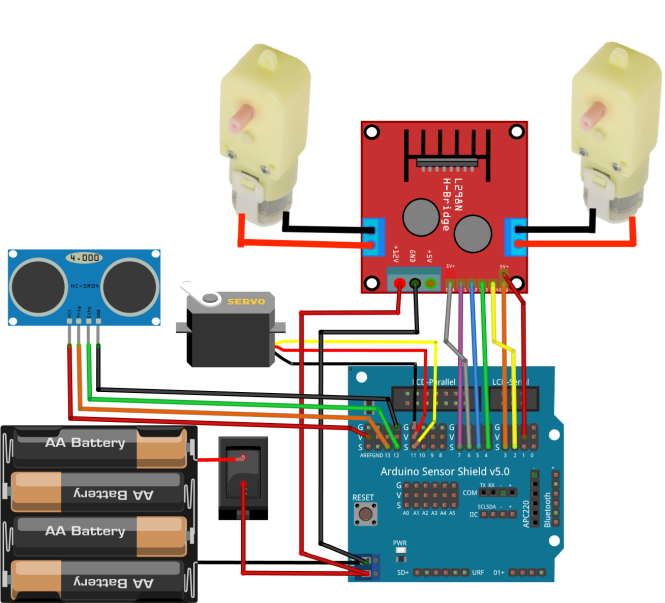 L298N
H-Bridge
+12V
GND
+5V
5V+
5V+
4.000
HC-SR04
Vcc
Trig
Echo
GND
SERVO
LCD-Parallel
LCD-Serial
G
V
S
G
V
S
G
V
S
G
V
S
AREF GND 13 12
11 10 9 8
7 6 5 4
3 2 1 0
AA Battery
AA Battery
AA Battery
AA Battery
Arduino Sensor Shield v5.0
RESET
G
V
S
A0 A1 A2 A3 A4 A5
COM
TX RX - +
SCLSDA - +
IIC
APC220
Bluetooth
PWR
SD+
URF
01+